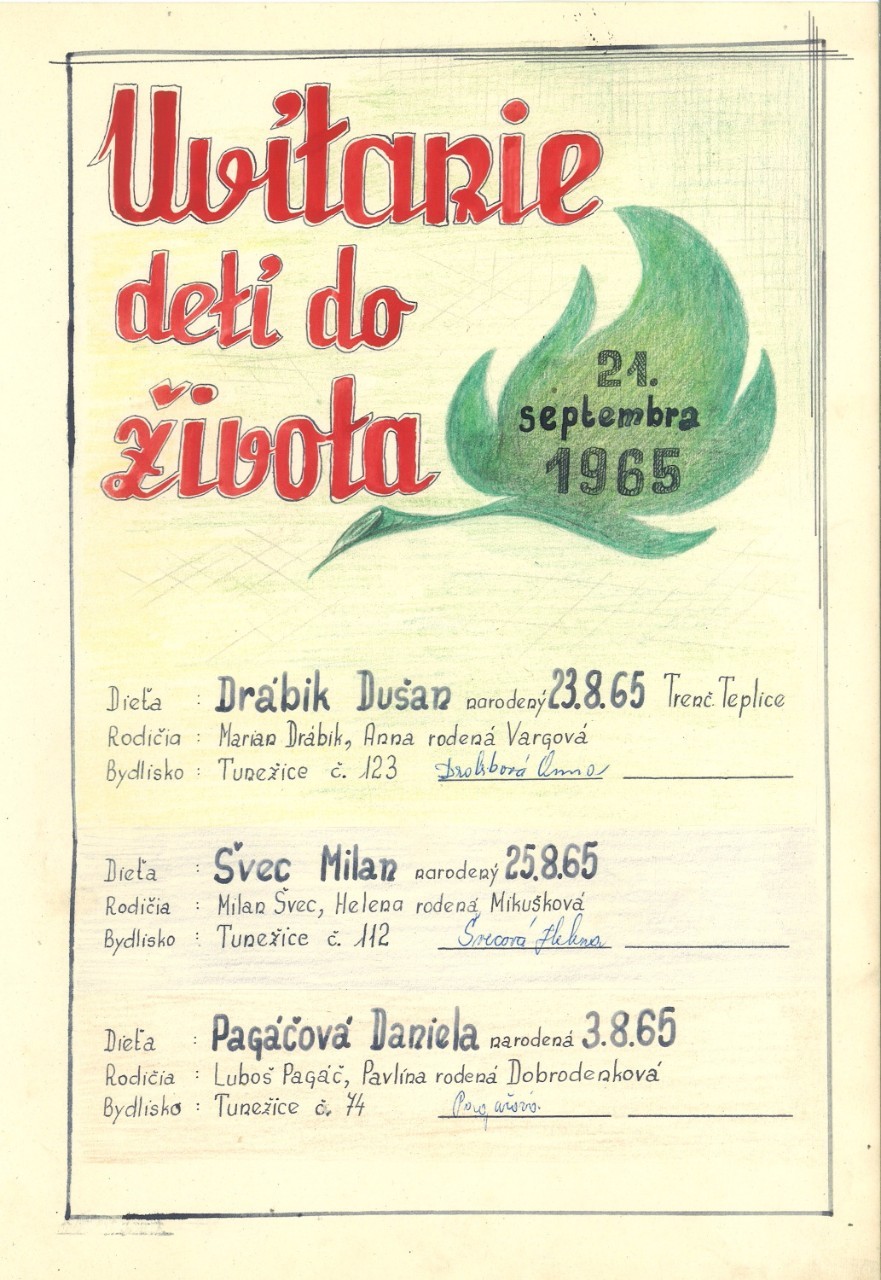 Uvítanie
detí do
života
21.
septembra
1965
Dieťa : Drábik Dušan narodený 23.8.65 Trenč. Teplice
Rodičia : Marian Drábik, Anna rodená Vargová
Bydlisko : Tunežice č. 123 Anna
Dieťa : Švec Milan narodený 25.8.65
Rodičia : Milan Švec, Helena rodená Mikušková
Bydlisko : Tunežice č. 112 Švecová Helena
Dieťa : Pagáčová Daniela narodená 3.8.65
Rodičia : Luboš Pagáč, Pavlína rodená Dobrodenková
Bydlisko : Tunežice č. 74